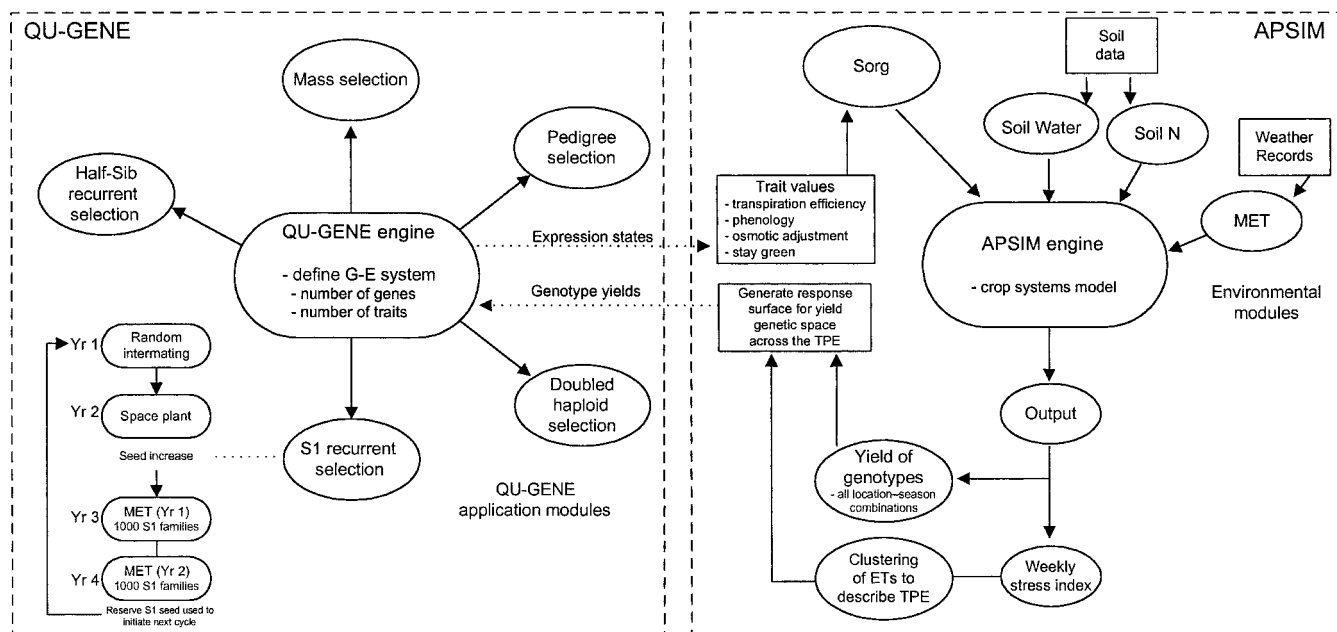 QU-GENE
Mass selection
Pedigree
selection
Half-Sib
recurrent
selection
QU-GENE engine
- define G-E system
- number of genes
- number of traits
Expression states
Genotype yields
Doubled
haploid
selection
S1 recurrent
selection
QU-GENE
application modules
Yr 1
Random
intermating
Yr 2
Space plant
Seed increase
Yr 3
MET (Yr 1)
1000 S1 families
Yr 4
MET (Yr 2)
1000 S1 families
Reserve S1 seed used to
initiate next cycle
APSIM
Sorg
Soil
data
Soil Water
Soil N
Weather
Records
MET
Trait values
- transpiration efficiency
- phenology
- osmotic adjustment
- stay green
APSIM engine
- crop systems model
Environmental
modules
Generate response
surface for yield
genetic space
across the TPE
Output
Yield of
genotypes
- all location–season
combinations
Clustering
of ETs to
describe TPE
Weekly
stress index